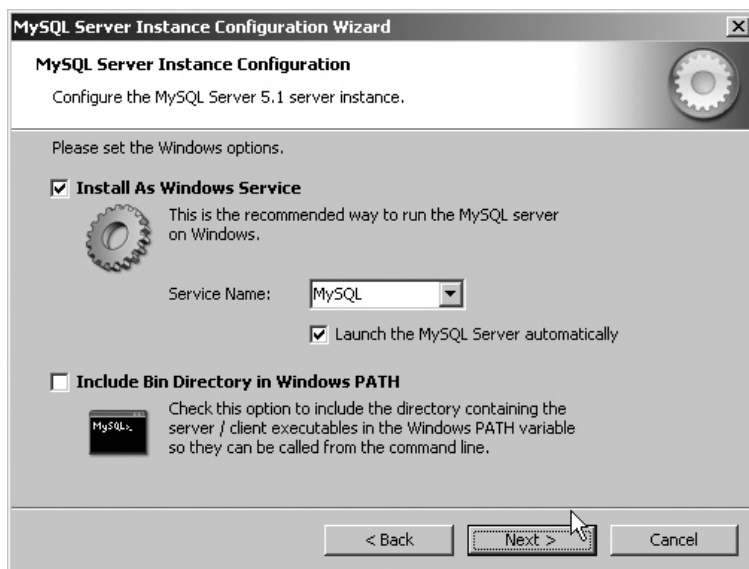 MySQL Server Instance Configuration Wizard
MySQL Server Instance Configuration
Configure the MySQL Server 5.1 server instance.
Please set the Windows options.
Install As Windows Service
This is the recommended way to run the MySQL server
on Windows.
Service Name:
MySQL
Launch the MySQL Server automatically
Include Bin Directory in Windows PATH
MySQL>_
Check this option to include the directory containing the
server / client executables in the Windows PATH variable
so they can be called from the command line.
< Back
Next >
Cancel